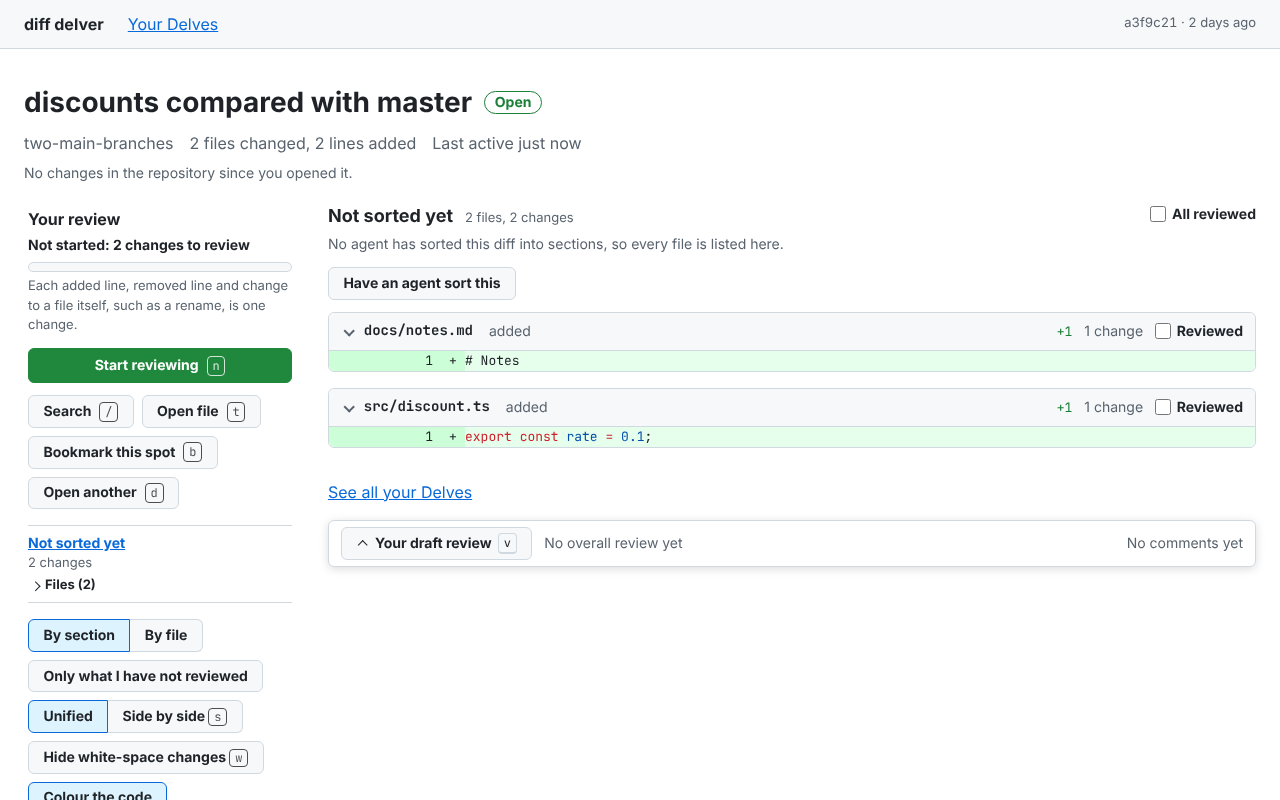 diff delver Your Delves a3f9c21 · 2 days ago
discounts compared with master Open
two-main-branches 2 files changed, 2 lines added Last active just now
No changes in the repository since you opened it.
Your review
Not started: 2 changes to review
Each added line, removed line and change
to a file itself, such as a rename, is one
change.
Start reviewing n
Search / Open file t
Bookmark this spot b
Open another d
Not sorted yet
2 changes
Files (2)
By section By file
Only what I have not reviewed
Unified Side by side s
Hide white-space changes w
Colour the code
Not sorted yet 2 files, 2 changes All reviewed
No agent has sorted this diff into sections, so every file is listed here.
Have an agent sort this
docs/notes.md added +1 1 change Reviewed
1 + # Notes
src/discount.ts added +1 1 change Reviewed
1 + export const rate = 0.1;
See all your Delves
Your draft review v No overall review yet No comments yet